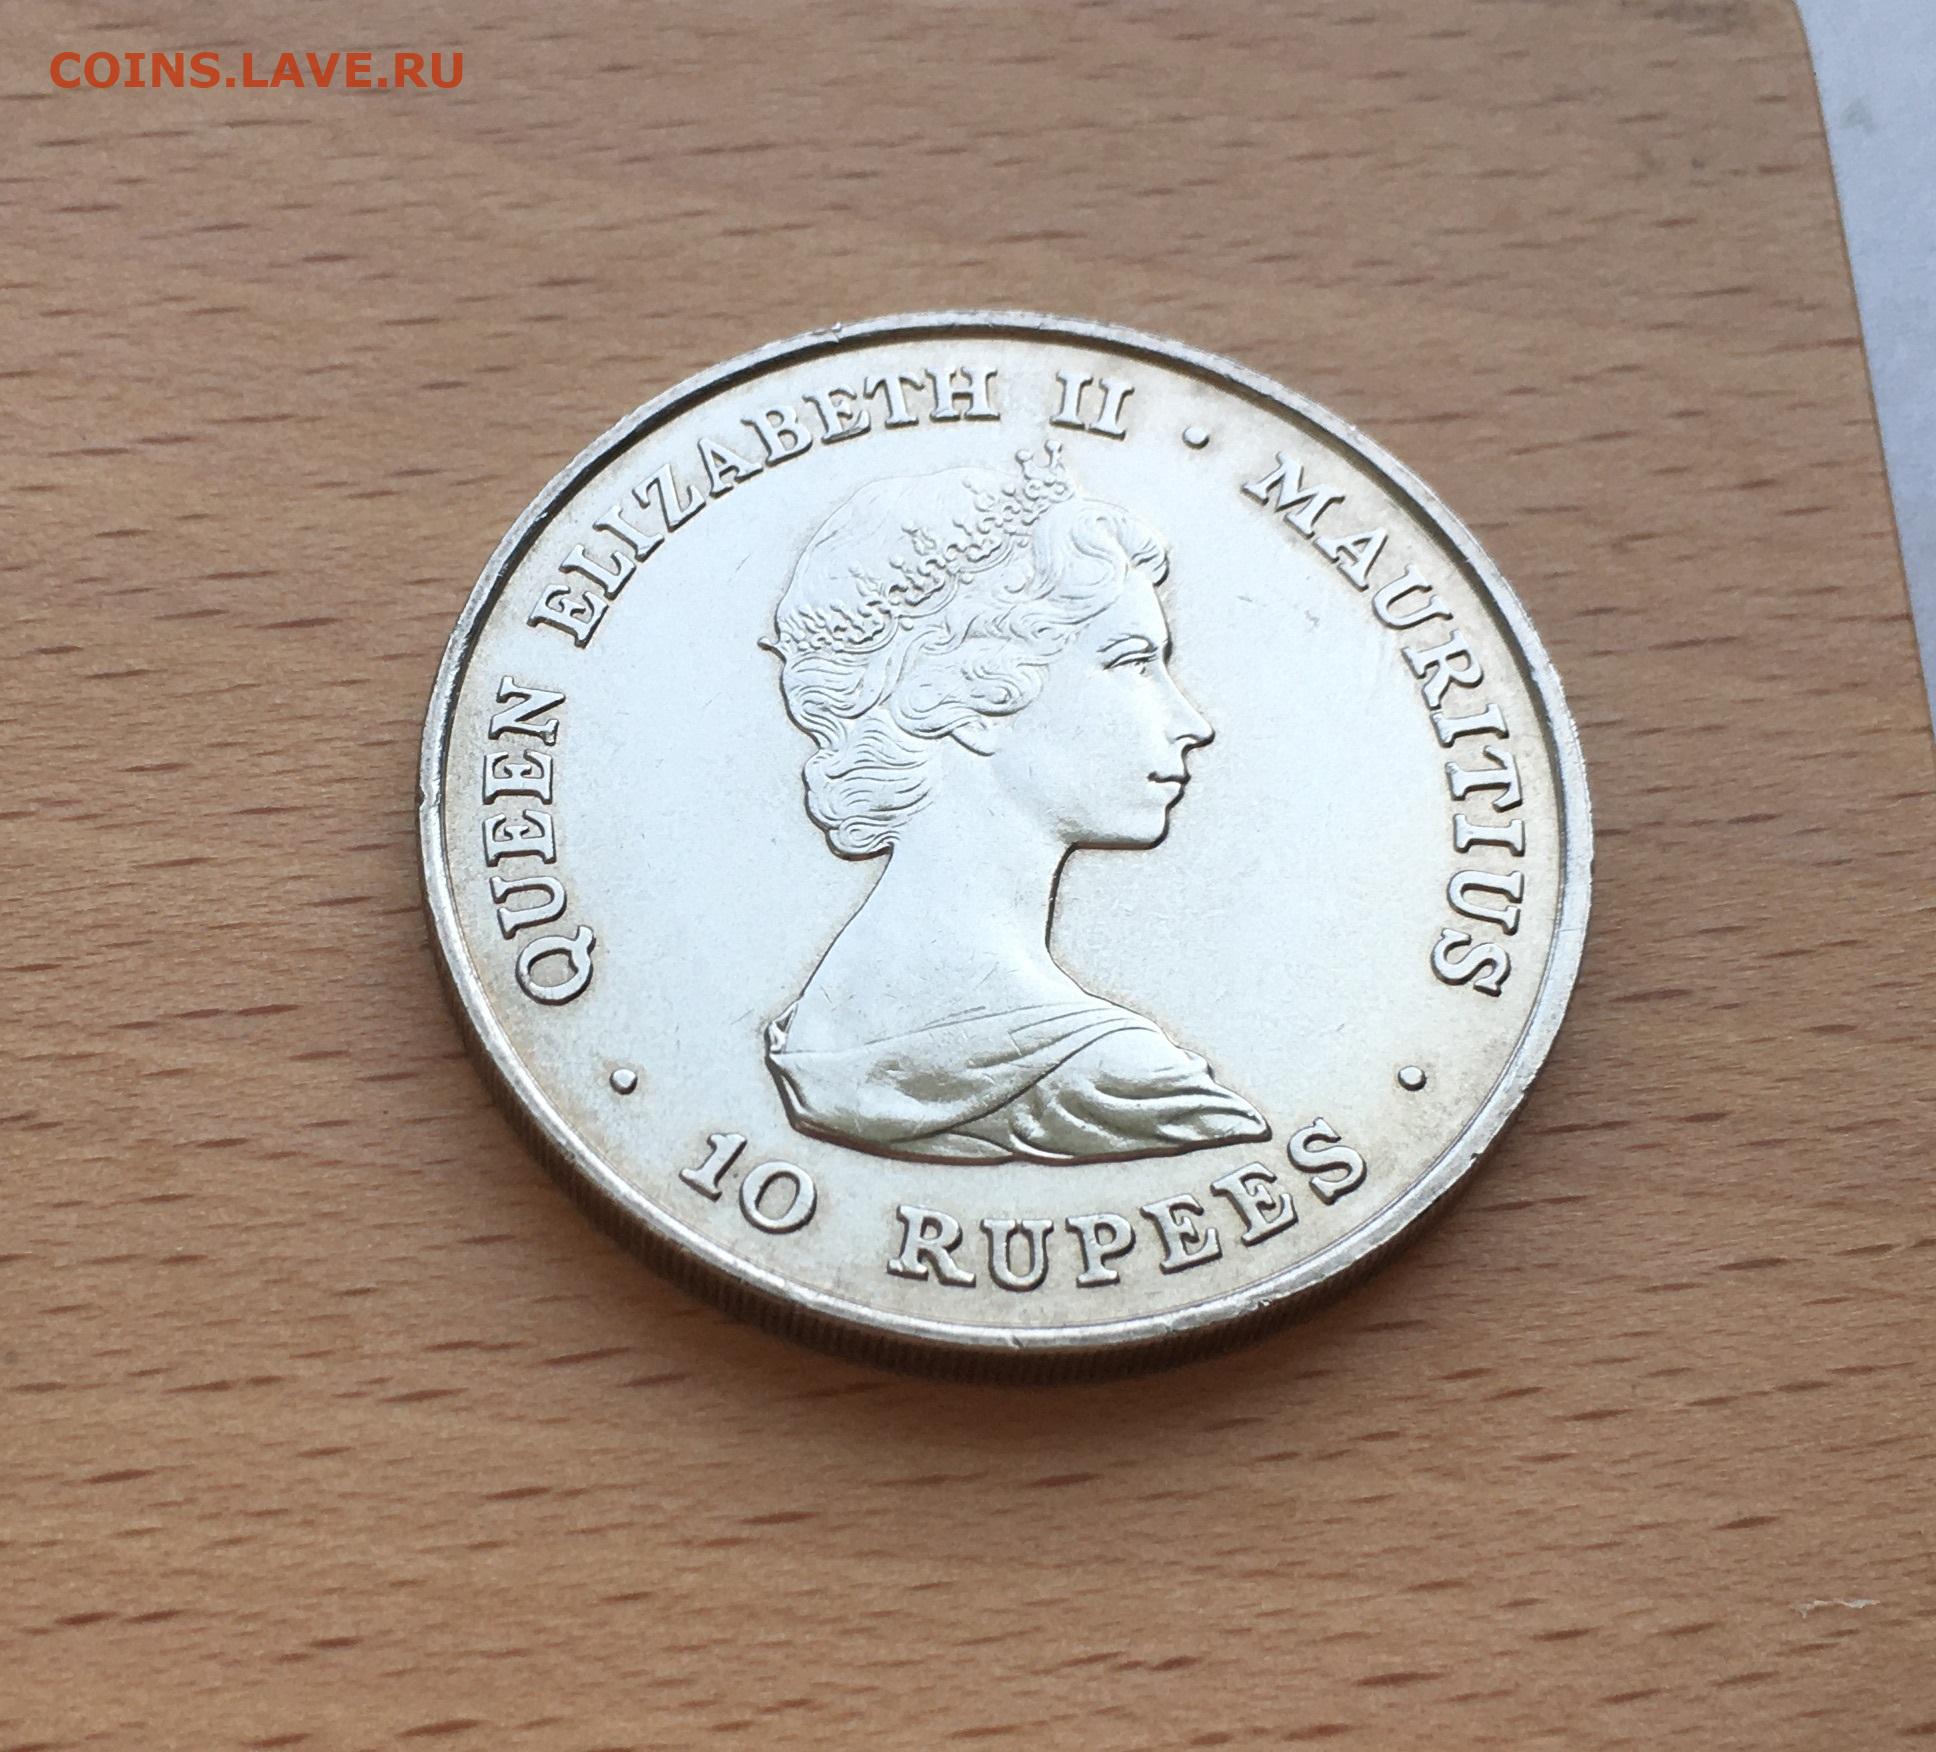 COINS.LAVE.RU
QUEEN ELIZABETH II · MAURITIUS
· 10 RUPEES ·